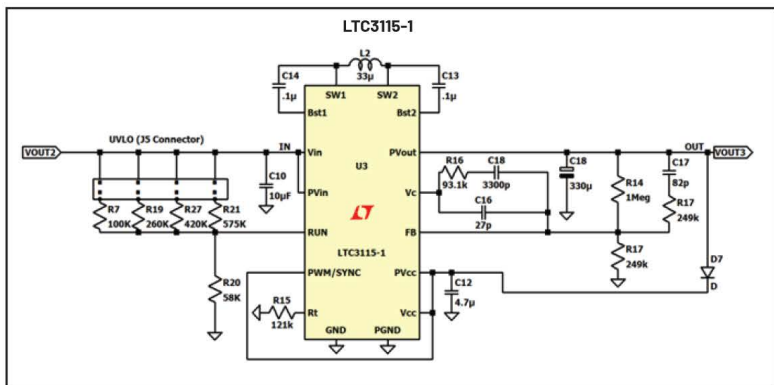 LTC3115-1
L2
33µ
C14
.1µ
SW1
SW2
C13
.1µ
Bst1
Bst2
UVLO (J5 Connector)
VOUT2
IN
Vin
U3
PVout
OUT
VOUT3
C10
10µF
R16
93.1k
C18
3300p
C18
330µ
R14
1Meg
C17
82p
PVin
Vc
C16
27p
R7
100K
R19
260K
R27
420K
R21
575K
R17
249k
RUN
FB
LTC3115-1
R17
249k
PWM/SYNC
PVcc
D7
D
R20
58K
C12
4.7µ
R15
121k
Rt
Vcc
GND
PGND